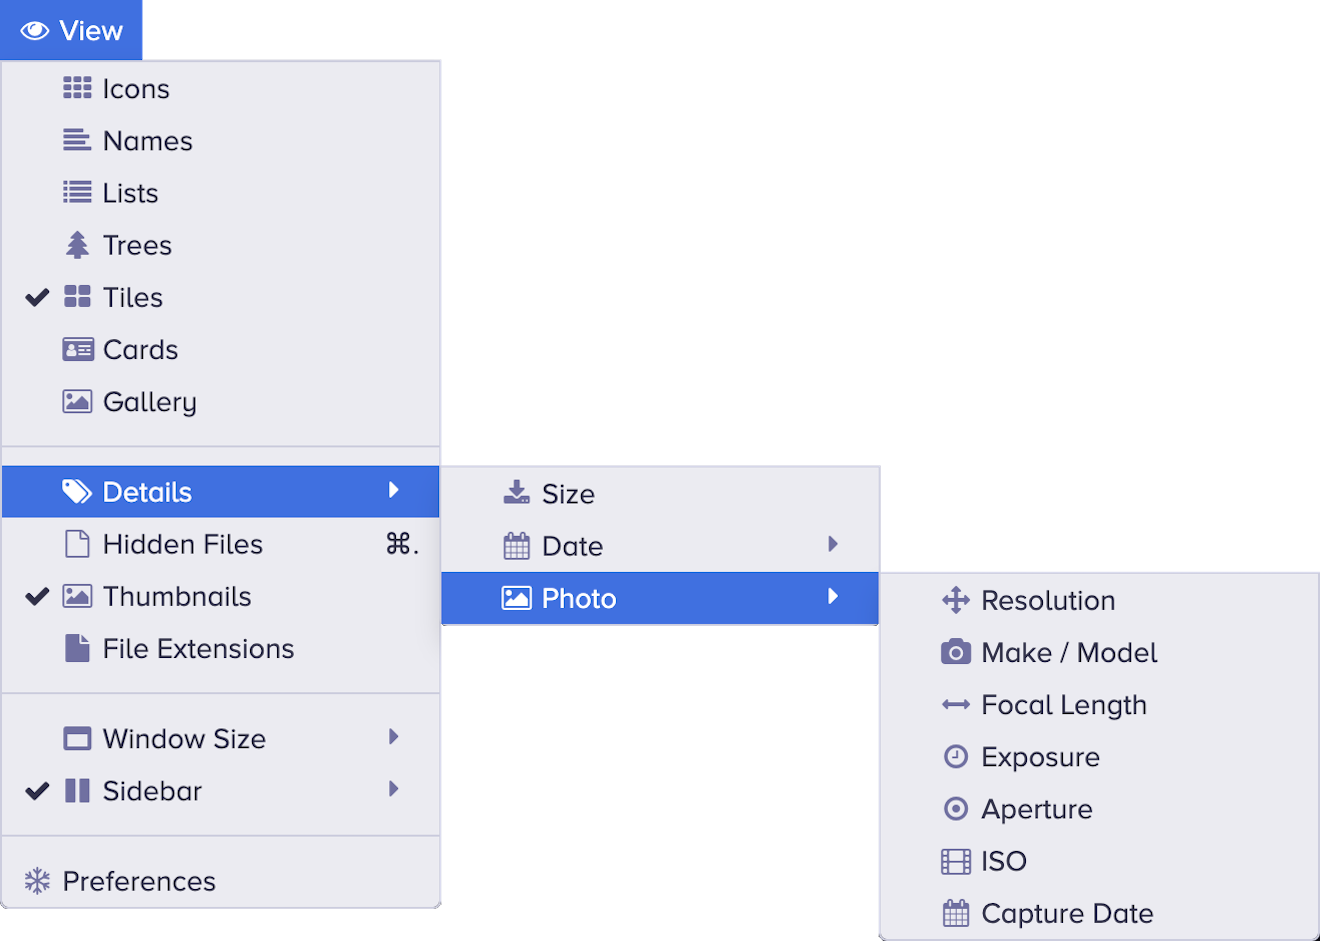 View
Icons
Names
Lists
Trees
Tiles
Cards
Gallery
Details
Hidden Files ⌘.
Thumbnails
File Extensions
Window Size
Sidebar
Preferences
Size
Date
Photo
Resolution
Make / Model
Focal Length
Exposure
Aperture
ISO
Capture Date